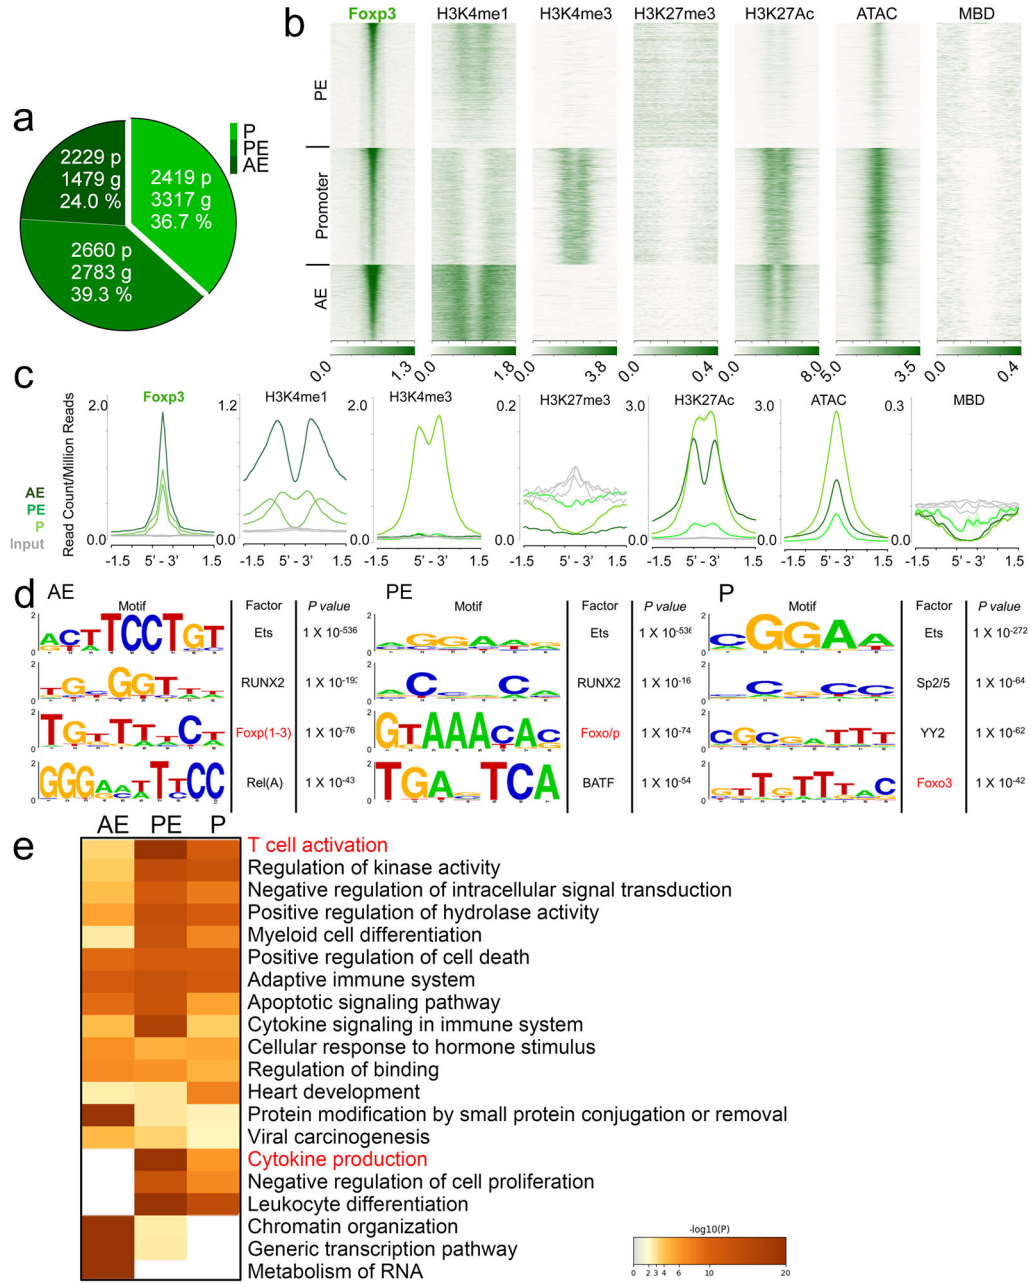 a
2229 p
1479 g
24.0 %
2419 p
3317 g
36.7 %
2660 p
2783 g
39.3 %
P
PE
AE
b
Foxp3 H3K4me1 H3K4me3 H3K27me3 H3K27Ac ATAC MBD
PE
Promoter
AE
0.0 1.3 0.0 1.8 0.0 3.8 0.0 0.4 0.0 8.0 5.0 3.5 0.0 0.4
c
Read Count/Million Reads
AE
PE
P
Input
Foxp3 H3K4me1 H3K4me3 H3K27me3 H3K27Ac ATAC MBD
2.0 1.2 2.0 0.2 3.0 3.0 0.3
0.0 0.0 0.0 0.0 0.0 0.0 0.0
-1.5 5' - 3' 1.5 -1.5 5' - 3' 1.5 -1.5 5' - 3' 1.5 -1.5 5' - 3' 1.5 -1.5 5' - 3' 1.5 -1.5 5' - 3' 1.5 -1.5 5' - 3' 1.5
d
AE
Motif Factor P value
Ets 1 X 10-536
RUNX2 1 X 10-19
Foxp(1-3) 1 X 10-76
Rel(A) 1 X 10-43
PE
Motif Factor P value
Ets 1 X 10-53
RUNX2 1 X 10-16
Foxo/p 1 X 10-74
BATF 1 X 10-54
P
Motif Factor P value
Ets 1 X 10-272
Sp2/5 1 X 10-64
YY2 1 X 10-62
Foxo3 1 X 10-42
e
AE PE P
T cell activation
Regulation of kinase activity
Negative regulation of intracellular signal transduction
Positive regulation of hydrolase activity
Myeloid cell differentiation
Positive regulation of cell death
Adaptive immune system
Apoptotic signaling pathway
Cytokine signaling in immune system
Cellular response to hormone stimulus
Regulation of binding
Heart development
Protein modification by small protein conjugation or removal
Viral carcinogenesis
Cytokine production
Negative regulation of cell proliferation
Leukocyte differentiation
Chromatin organization
Generic transcription pathway
Metabolism of RNA
-log10(P)
0 2 3 4 6 10 20